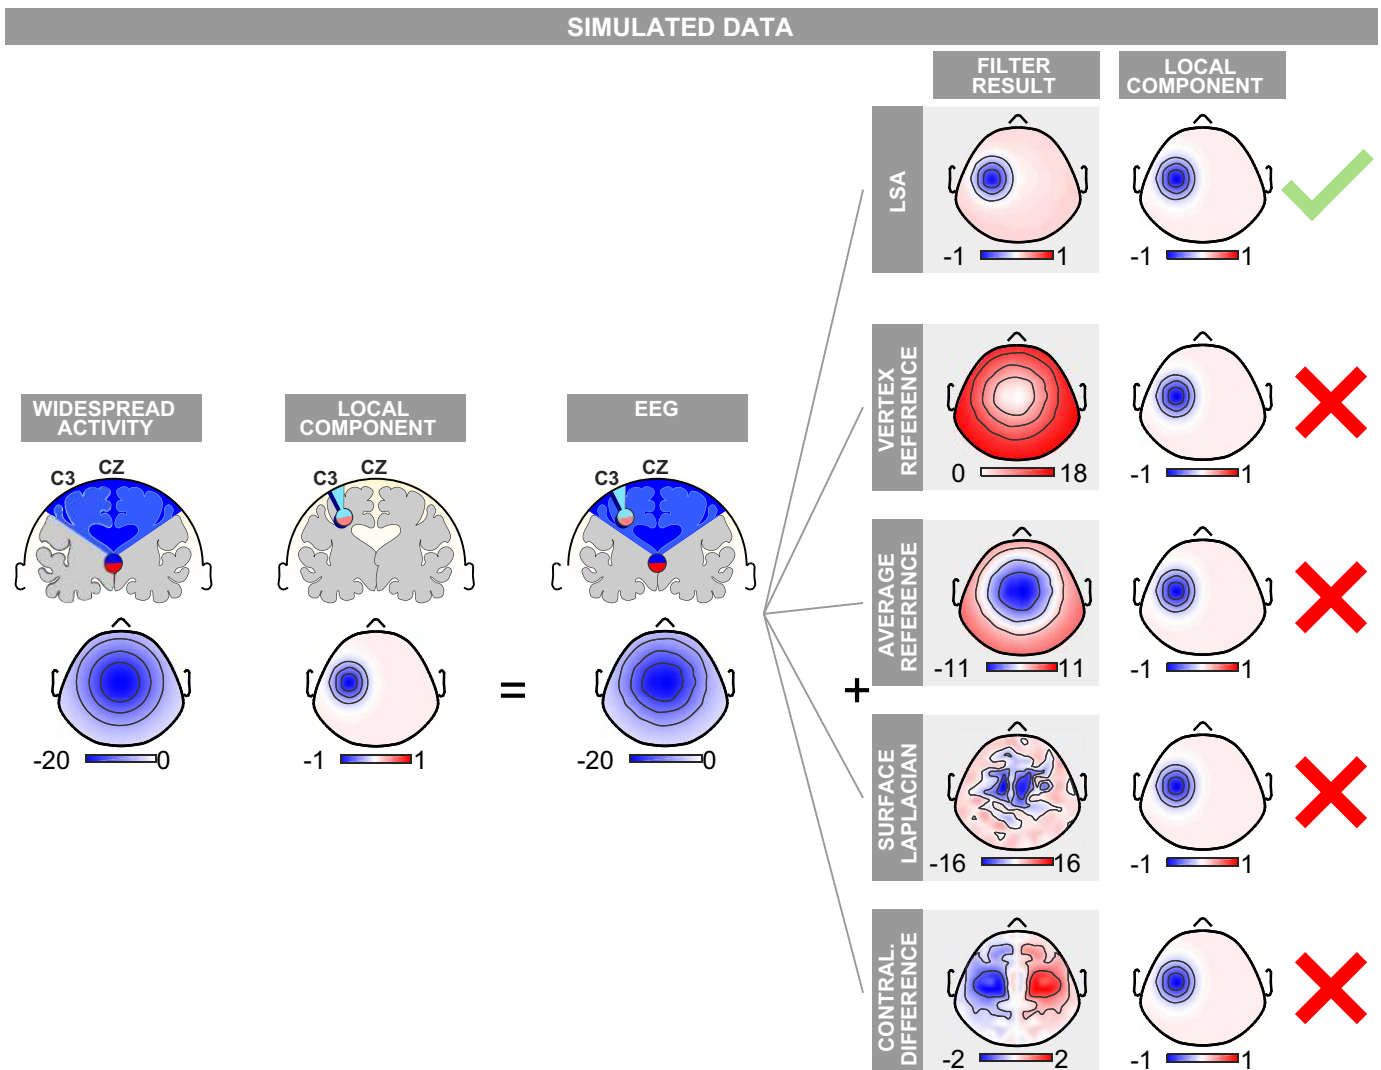 SIMULATED DATA
FILTER
RESULT
LOCAL
COMPONENT
LSA
-1 1
-1 1
VERTEX
REFERENCE
0 18
-1 1
WIDESPREAD
ACTIVITY
LOCAL
COMPONENT
EEG
C3 CZ
C3 CZ
C3 CZ
-20 0
-1 1
=
-20 0
+
AVERAGE
REFERENCE
-11 11
-1 1
SURFACE
LAPLACIAN
-16 16
-1 1
CONTRAL.
DIFFERENCE
-2 2
-1 1